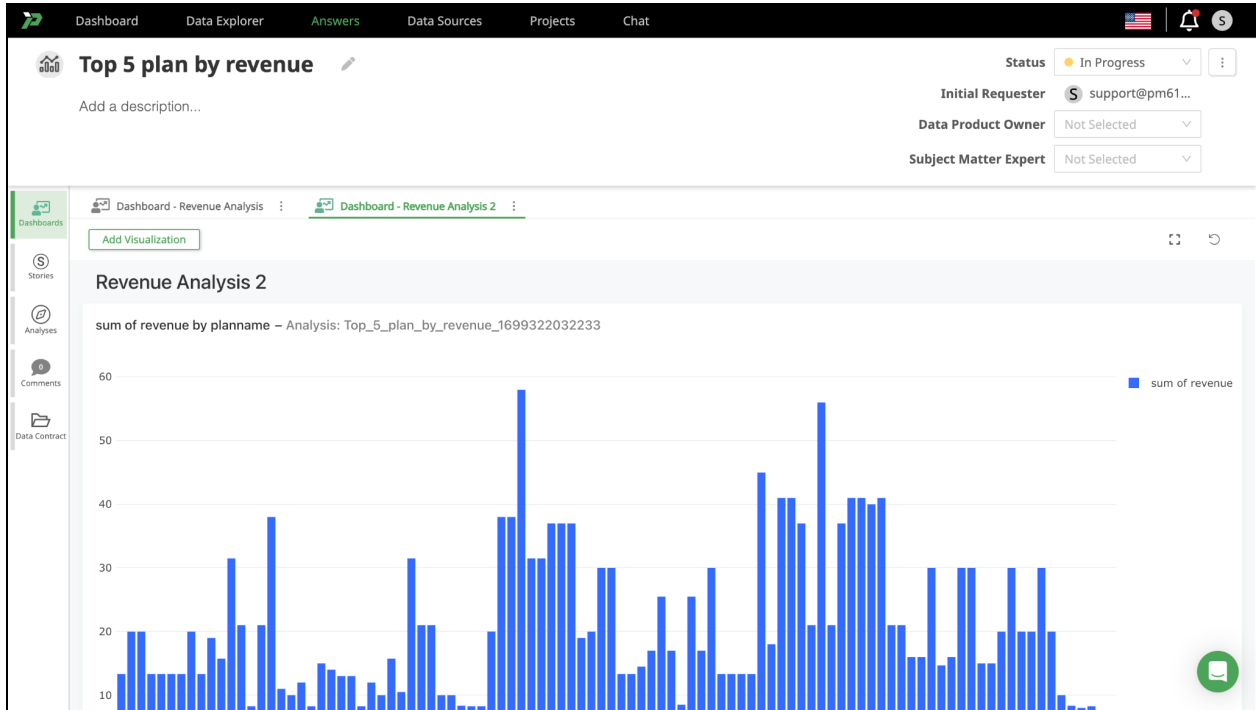 Dashboard Data Explorer Answers Data Sources Projects Chat S
Top 5 plan by revenue
Add a description...
Status In Progress
Initial Requester S support@pm61...
Data Product Owner Not Selected
Subject Matter Expert Not Selected
Dashboards
Stories
Analyses
0
Comments
Data Contract
Dashboard - Revenue Analysis
Dashboard - Revenue Analysis 2
Add Visualization
Revenue Analysis 2
sum of revenue by planname – Analysis: Top_5_plan_by_revenue_1699322032233
sum of revenue
60
50
40
30
20
10